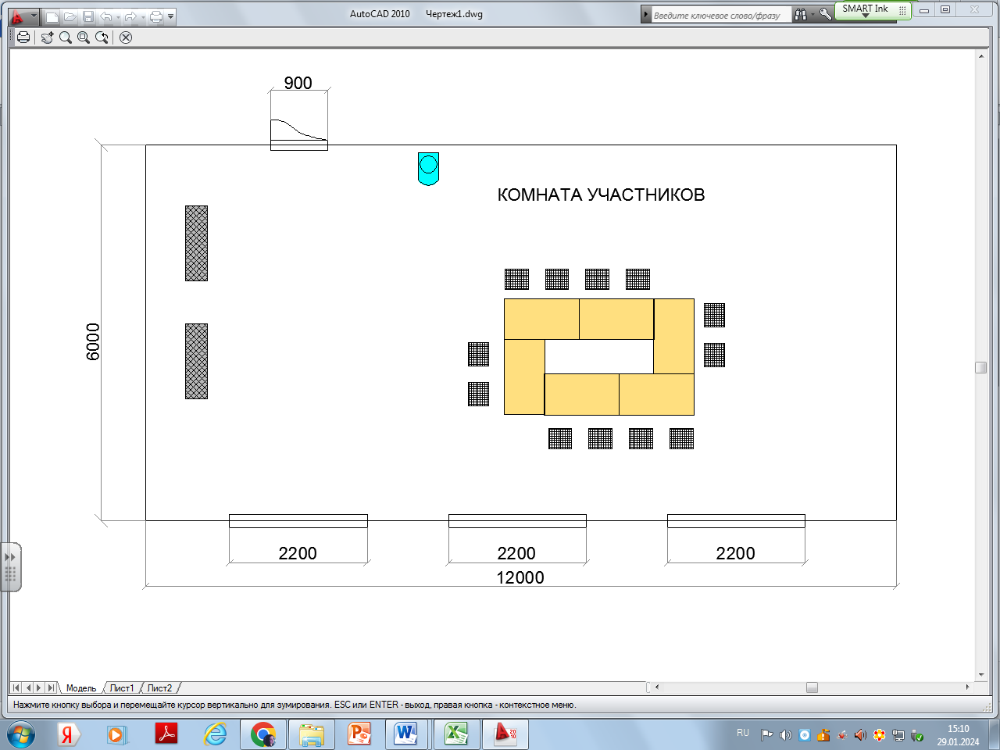 AutoCAD 2010 Чертеж1.dwg
Введите ключевое слово/фразу
SMART Ink
900
КОМНАТА УЧАСТНИКОВ
6000
2200 2200 2200
12000
Модель Лист1 Лист2
Нажмите кнопку выбора и перемещайте курсор вертикально для зумирования. ESC или ENTER - выход, правая кнопка - контекстное меню.
RU
15:10
29.01.2024